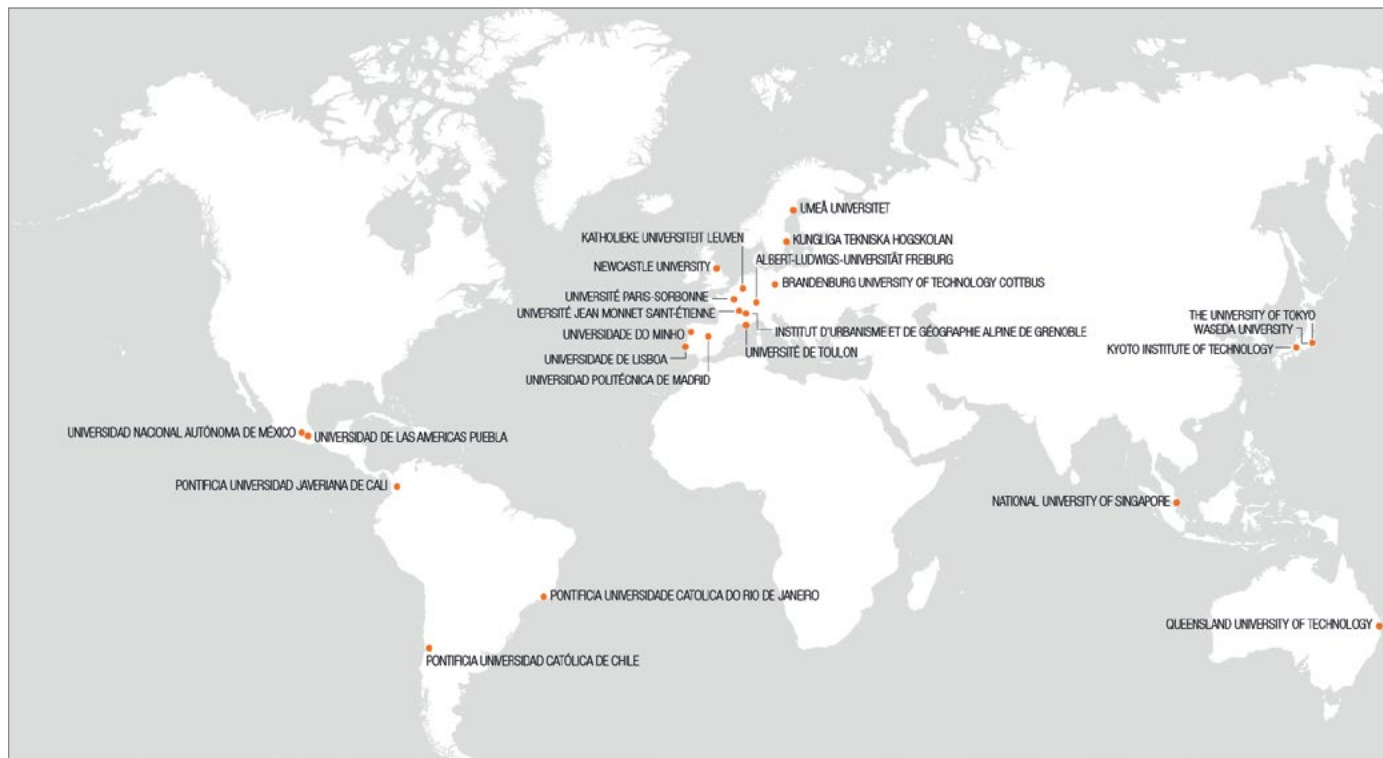 UMEÅ UNIVERSITET
KATHOLIEKE UNIVERSITEIT LEUVEN
KUNGLIGA TEKNISKA HOGSKOLAN
ALBERT-LUDWIGS-UNIVERSITÄT FREIBURG
NEWCASTLE UNIVERSITY
BRANDENBURG UNIVERSITY OF TECHNOLOGY COTTBUS
UNIVERSITÉ PARIS-SORBONNE
UNIVERSITÉ JEAN MONNET SAINT-ÉTIENNE
UNIVERSIDADE DO MINHO
INSTITUT D'URBANISME ET DE GÉOGRAPHIE ALPINE DE GRENOBLE
UNIVERSITÉ DE TOULON
UNIVERSIDADE DE LISBOA
UNIVERSIDAD POLITÉCNICA DE MADRID
THE UNIVERSITY OF TOKYO
WASEDA UNIVERSITY
KYOTO INSTITUTE OF TECHNOLOGY
UNIVERSIDAD NACIONAL AUTÓNOMA DE MÉXICO
UNIVERSIDAD DE LAS AMERICAS PUEBLA
PONTIFICIA UNIVERSIDAD JAVERIANA DE CALI
NATIONAL UNIVERSITY OF SINGAPORE
PONTIFICIA UNIVERSIDADE CATOLICA DO RIO DE JANEIRO
QUEENSLAND UNIVERSITY OF TECHNOLOGY
PONTIFICIA UNIVERSIDAD CATÓLICA DE CHILE